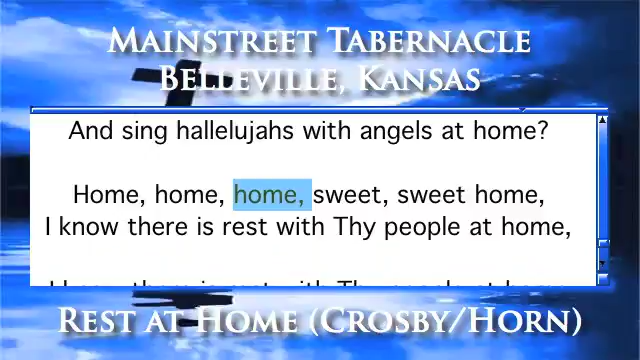 Mainstreet Tabernacle
Belleville, Kansas
And sing hallelujahs with angels at home?
Home, home, home, sweet, sweet home,
I know there is rest with Thy people at home,
Rest at Home (Crosby/Horn)